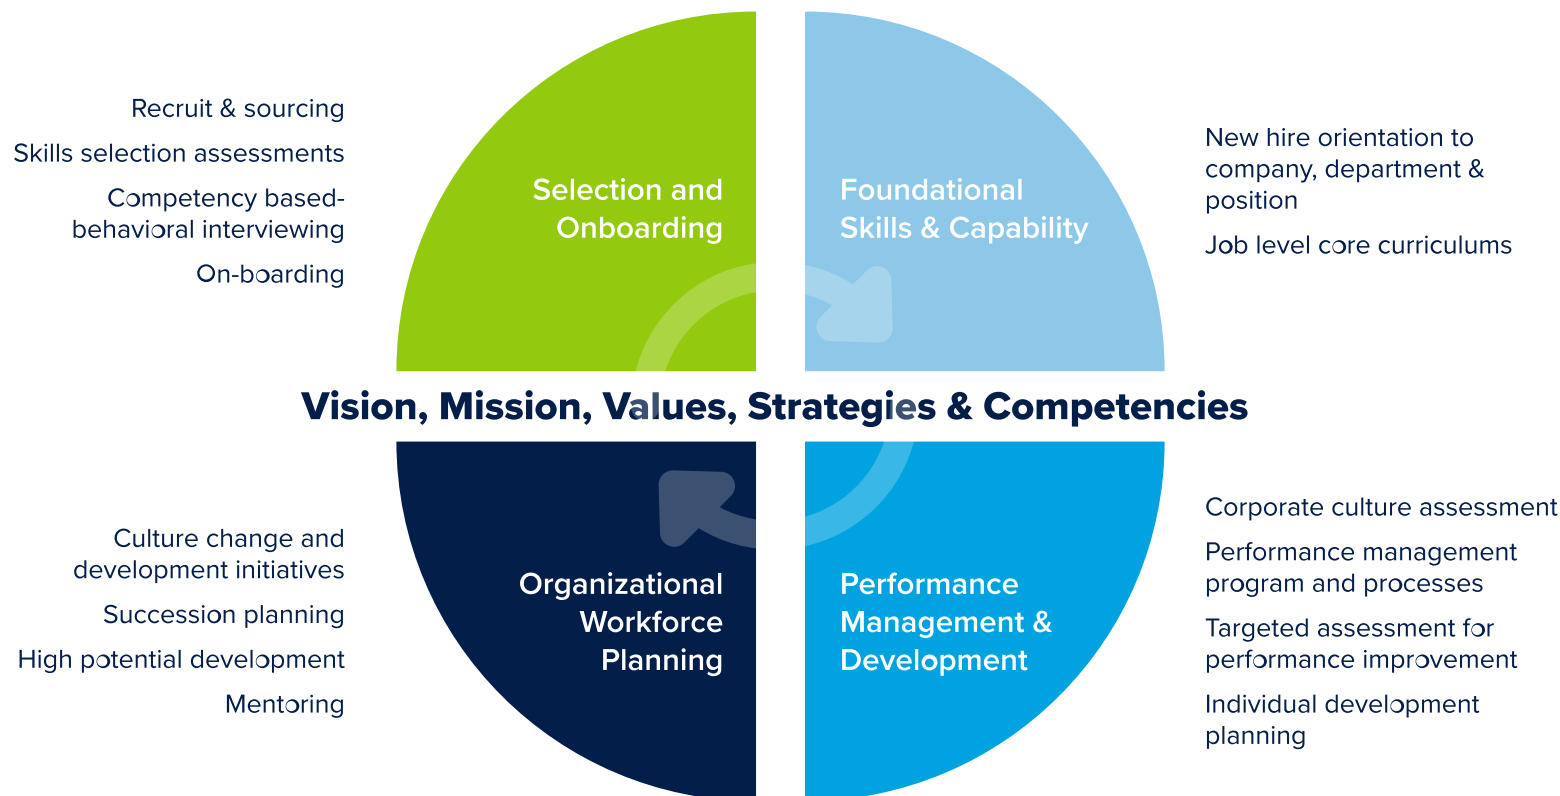 Recruit & sourcing
Skills selection assessments
Competency based-
behavioral interviewing
On-boarding
Selection and
Onboarding
Foundational
Skills & Capability
New hire orientation to
company, department &
position
Job level core curriculums
Vision, Mission, Values, Strategies & Competencies
Culture change and
development initiatives
Succession planning
High potential development
Mentoring
Organizational
Workforce
Planning
Performance
Management &
Development
Corporate culture assessment
Performance management
program and processes
Targeted assessment for
performance improvement
Individual development
planning